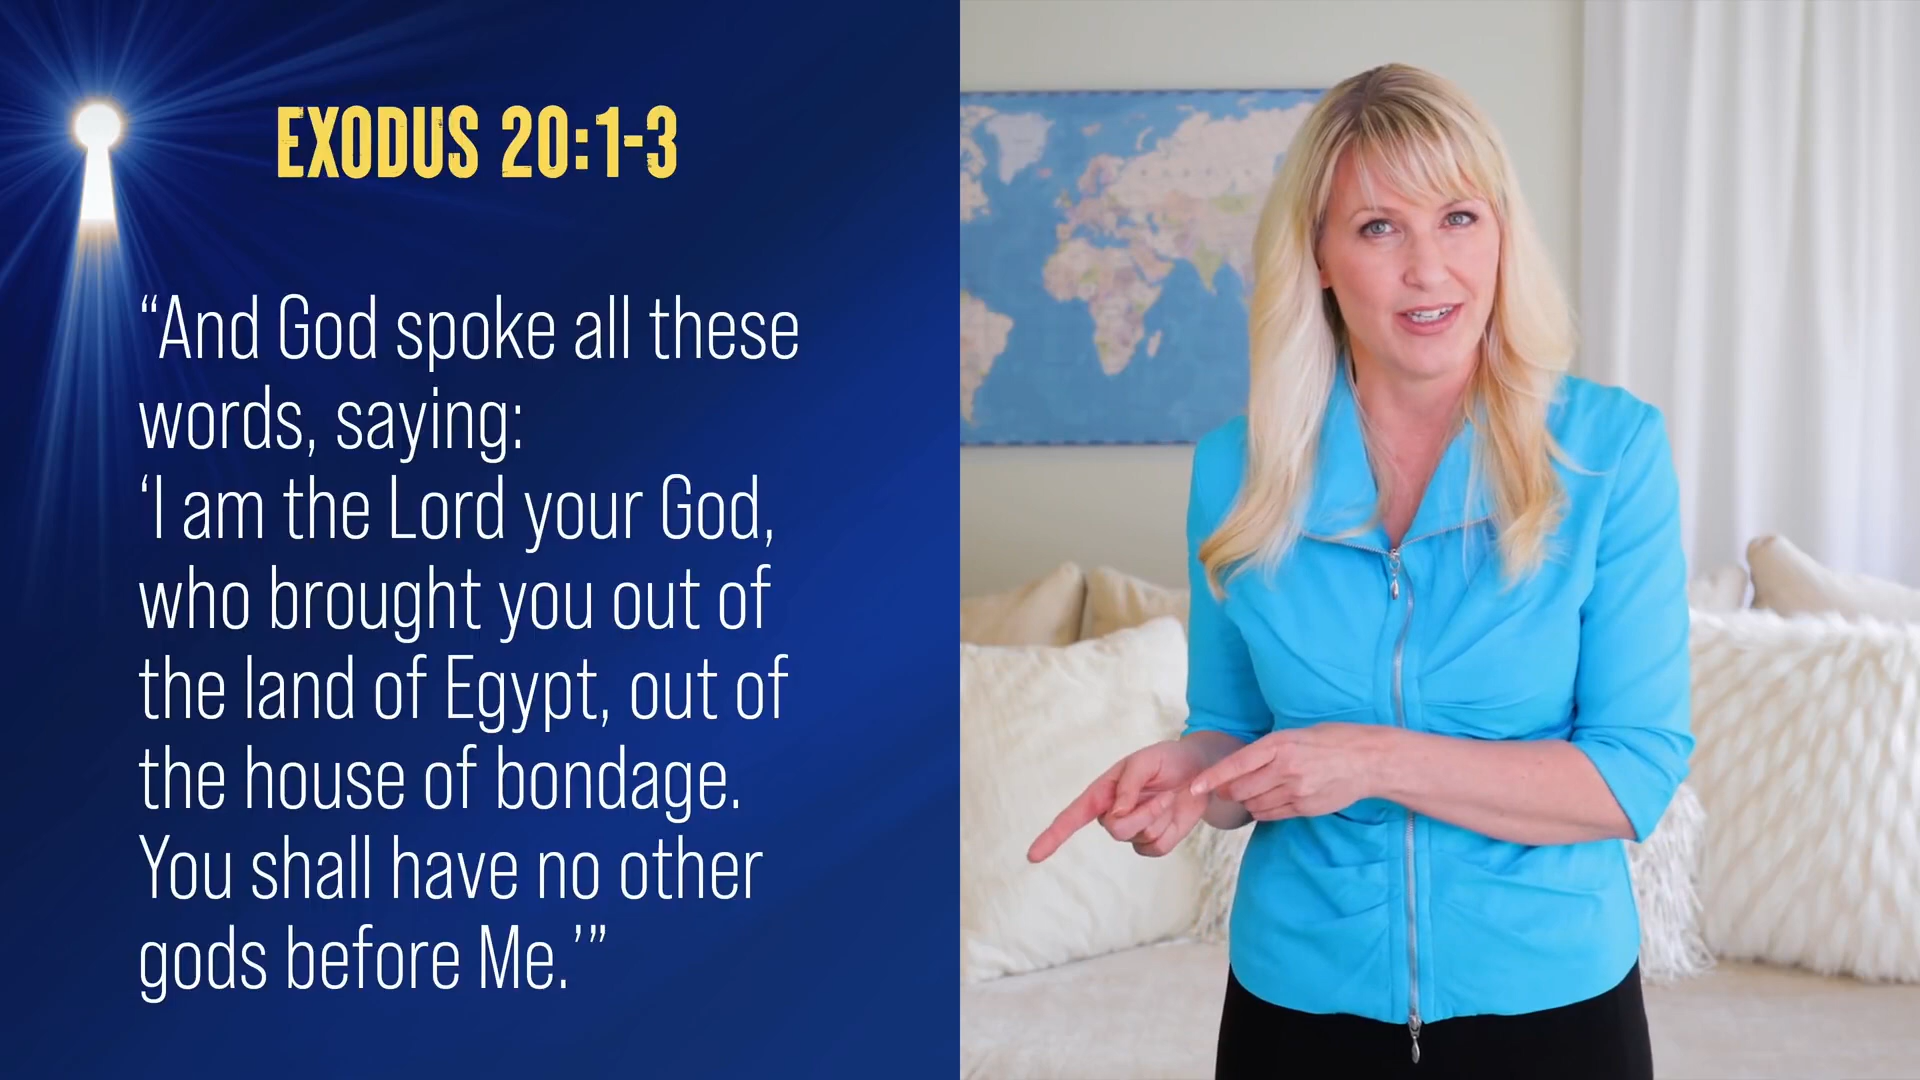 EXODUS 20:1-3
“And God spoke all these
words, saying:
‘I am the Lord your God,
who brought you out of
the land of Egypt, out of
the house of bondage.
You shall have no other
gods before Me.’”